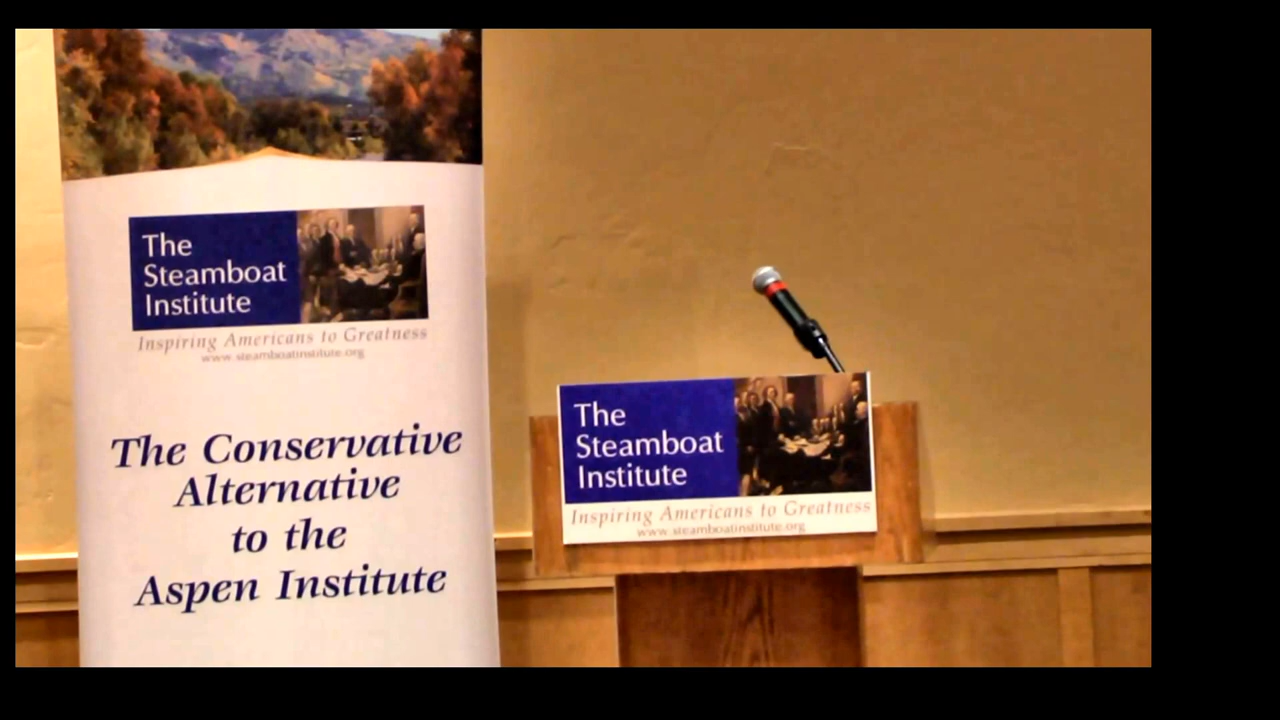 The
Steamboat
Institute
Inspiring Americans to Greatness
www.steamboatinstitute.org
The Conservative
Alternative
to the
Aspen Institute
The
Steamboat
Institute
Inspiring Americans to Greatness
www.steamboatinstitute.org